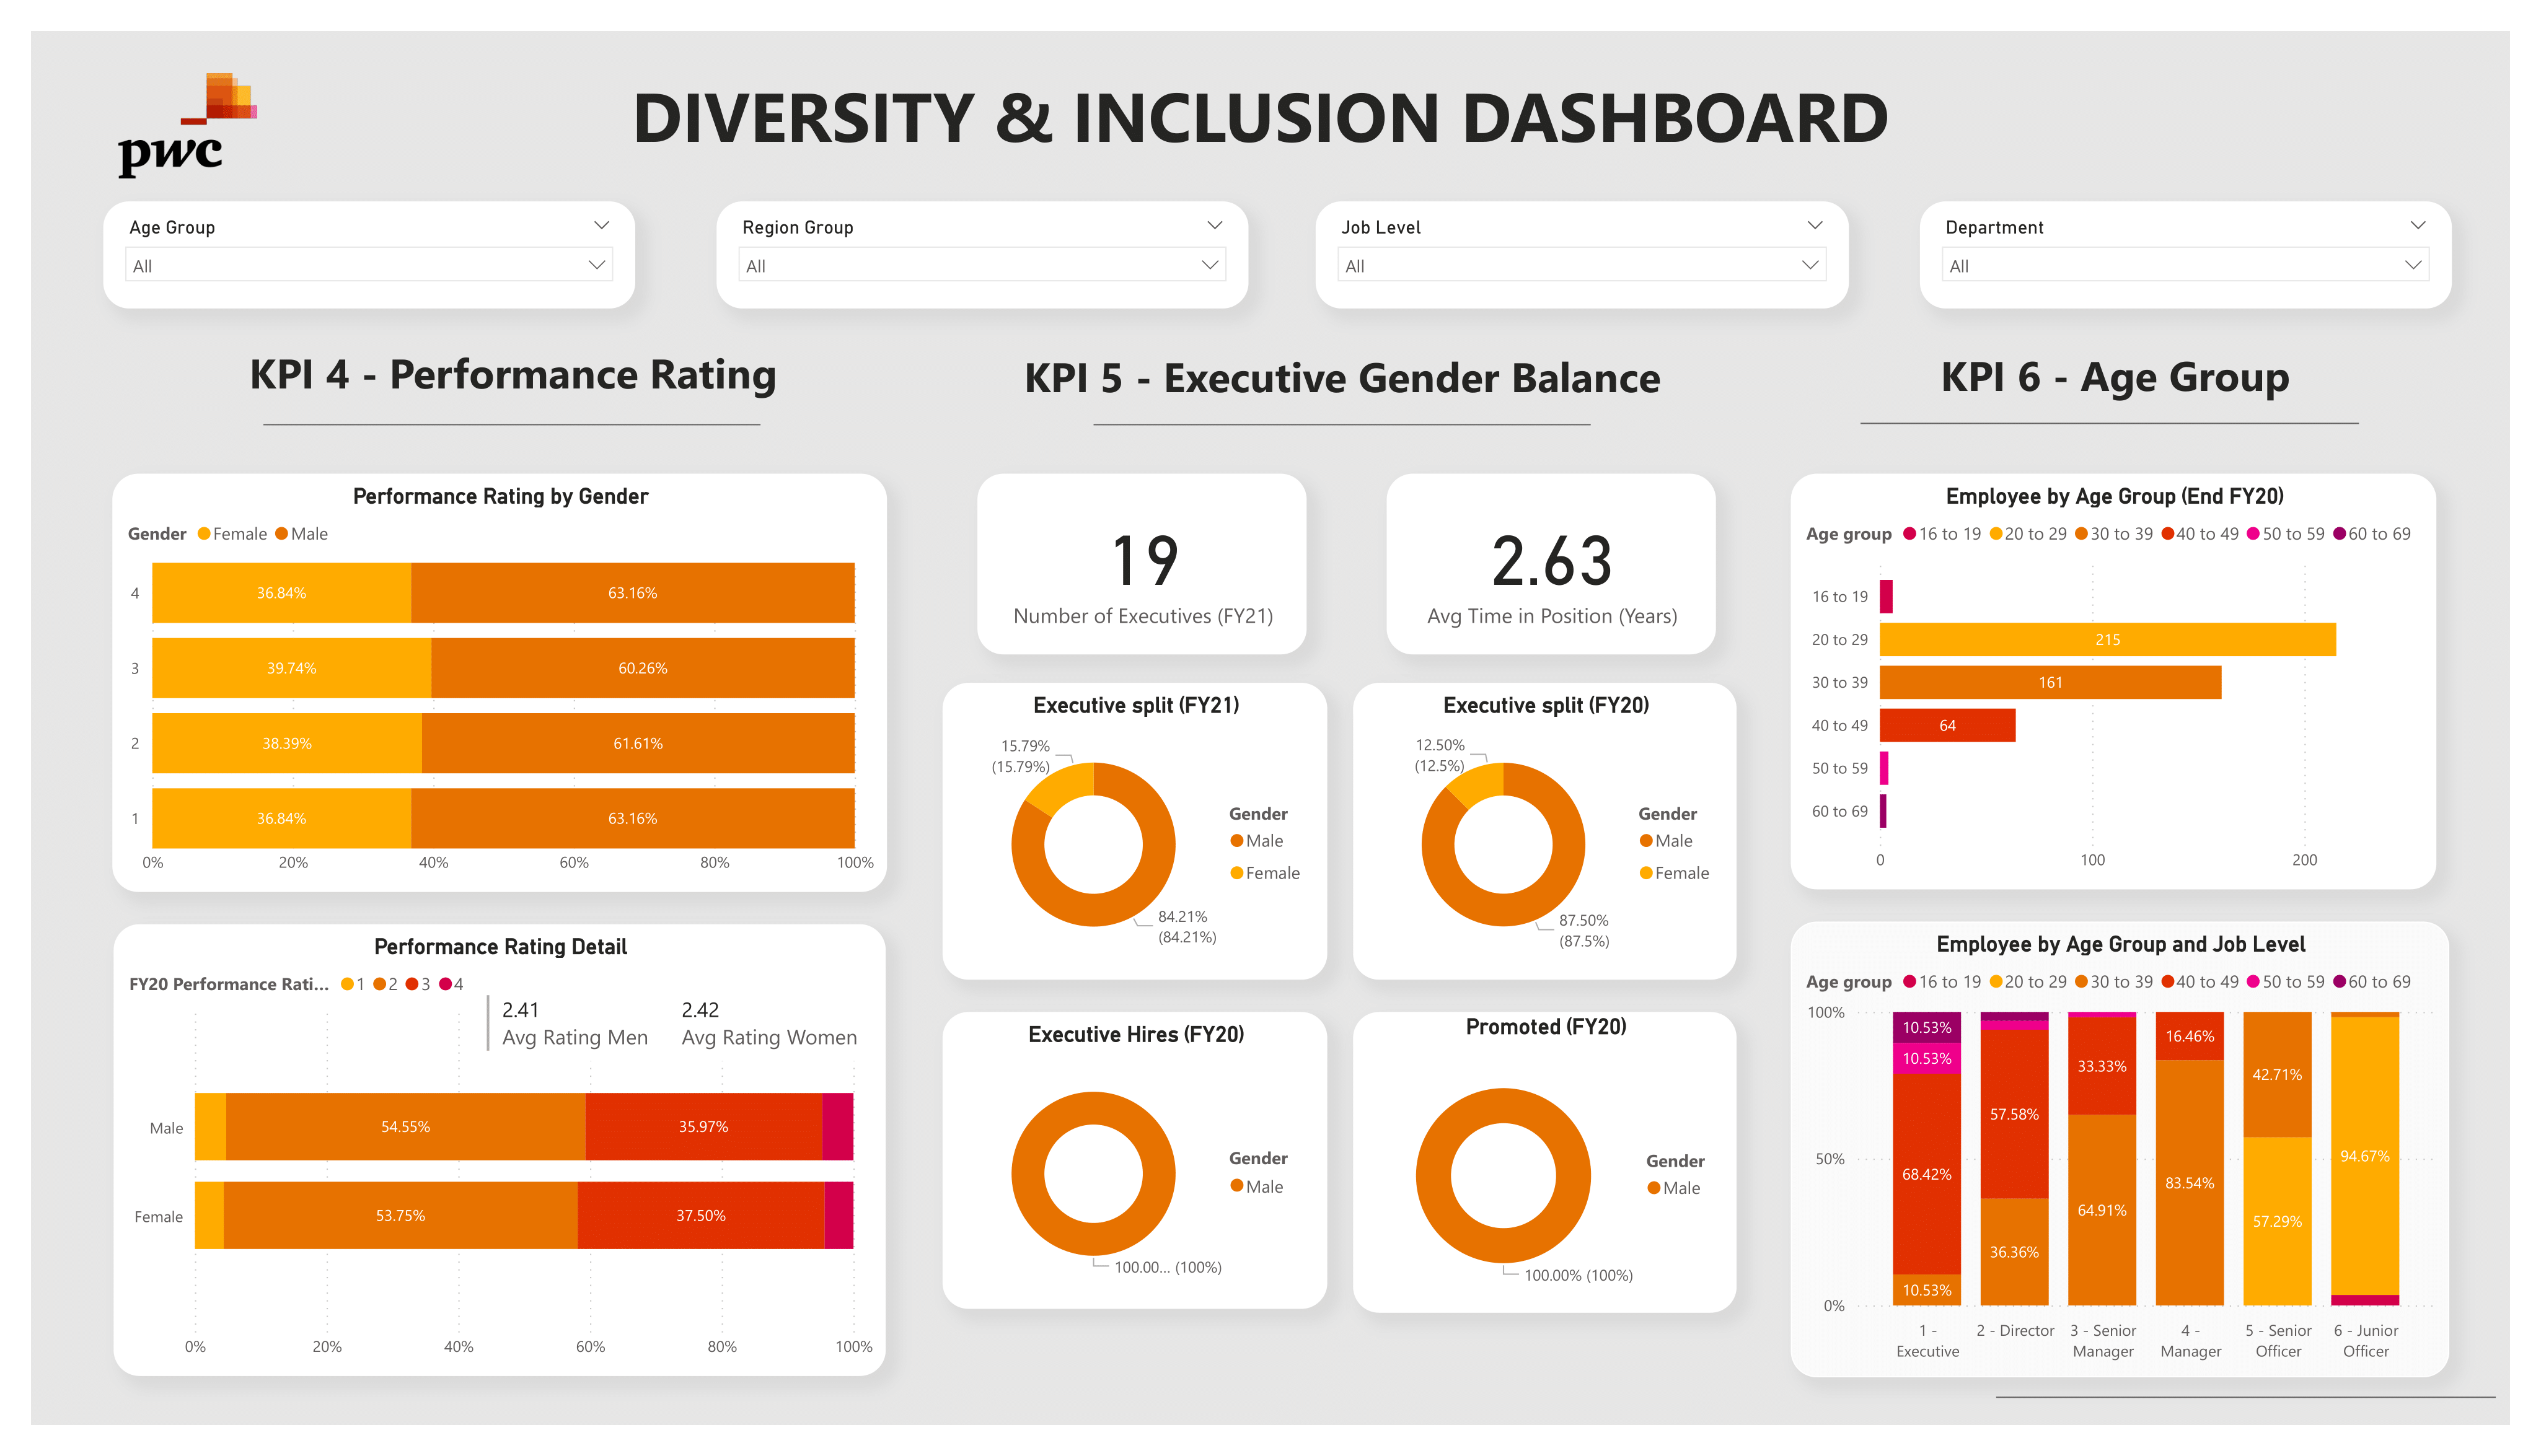 pwc
DIVERSITY & INCLUSION DASHBOARD
Age Group
All
Region Group
All
Job Level
All
Department
All
KPI 4 - Performance Rating
Performance Rating by Gender
Gender Female Male
4 36.84% 63.16%
3 39.74% 60.26%
2 38.39% 61.61%
1 36.84% 63.16%
0% 20% 40% 60% 80% 100%
Performance Rating Detail
FY20 Performance Rati... 1 2 3 4
2.41 2.42
Avg Rating Men Avg Rating Women
Male 54.55% 35.97%
Female 53.75% 37.50%
0% 20% 40% 60% 80% 100%
KPI 5 - Executive Gender Balance
19
Number of Executives (FY21)
2.63
Avg Time in Position (Years)
Executive split (FY21)
15.79%
(15.79%)
Gender
Male
Female
84.21%
(84.21%)
Executive split (FY20)
12.50%
(12.5%)
Gender
Male
Female
87.50%
(87.5%)
Executive Hires (FY20)
Gender
Male
100.00... (100%)
Promoted (FY20)
Gender
Male
100.00% (100%)
KPI 6 - Age Group
Employee by Age Group (End FY20)
Age group 16 to 19 20 to 29 30 to 39 40 to 49 50 to 59 60 to 69
16 to 19
20 to 29 215
30 to 39 161
40 to 49 64
50 to 59
60 to 69
0 100 200
Employee by Age Group and Job Level
Age group 16 to 19 20 to 29 30 to 39 40 to 49 50 to 59 60 to 69
100%
50%
0%
10.53%
10.53%
68.42%
10.53%
57.58%
36.36%
33.33%
64.91%
16.46%
83.54%
42.71%
57.29%
94.67%
1 - 2 - Director 3 - Senior 4 - 5 - Senior 6 - Junior
Executive Manager Manager Officer Officer